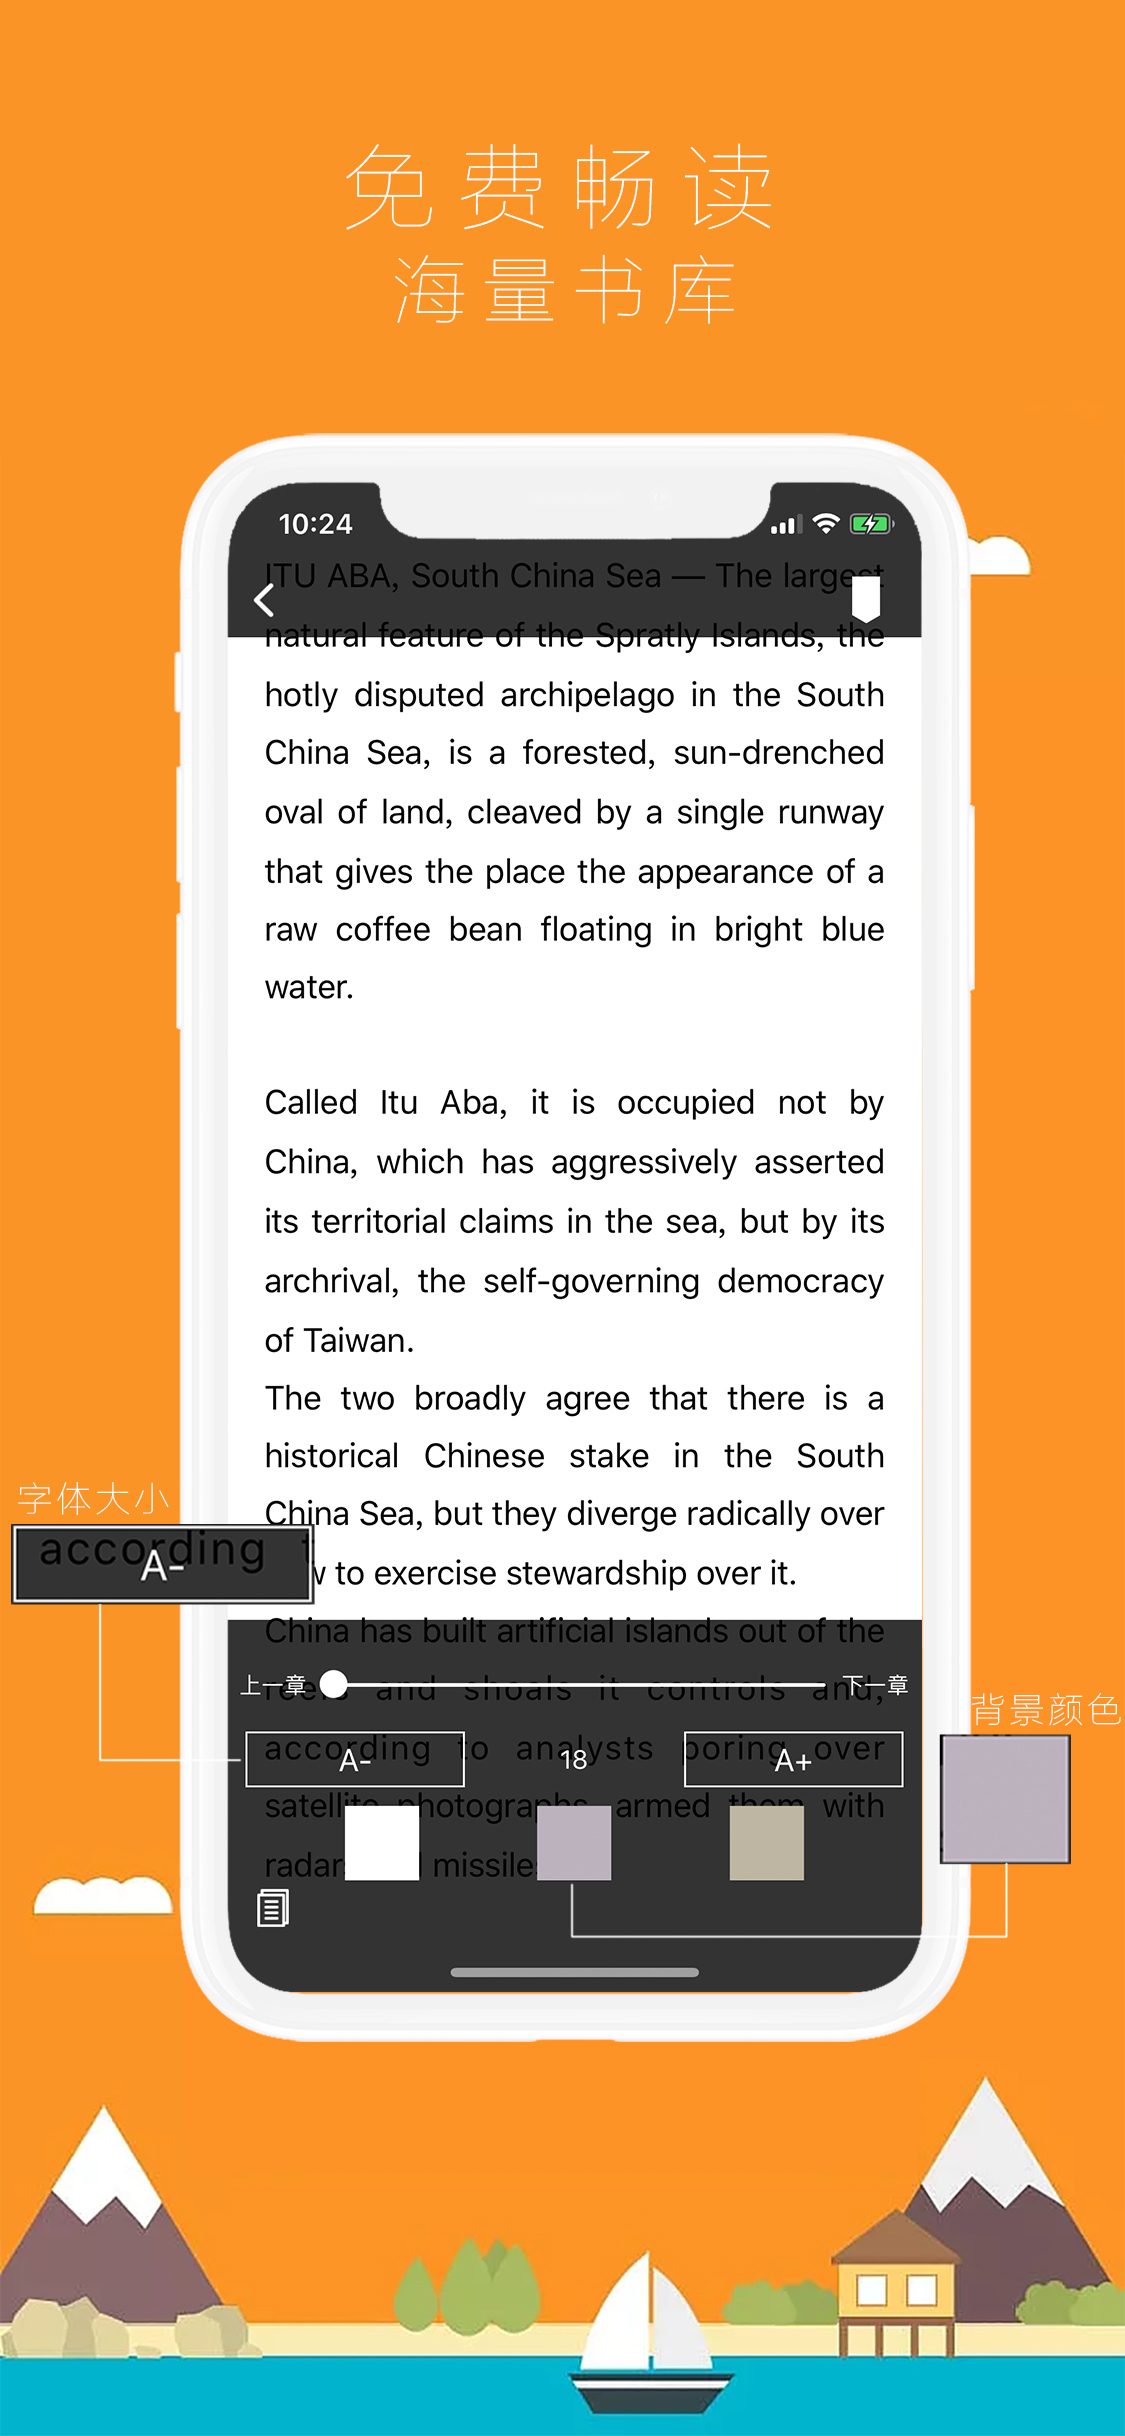 免费畅读
海量书库
10:24
ITU ABA, South China Sea — The largest
natural feature of the Spratly Islands, the
hotly disputed archipelago in the South
China Sea, is a forested, sun-drenched
oval of land, cleaved by a single runway
that gives the place the appearance of a
raw coffee bean floating in bright blue
water.
Called Itu Aba, it is occupied not by
China, which has aggressively asserted
its territorial claims in the sea, but by its
archrival, the self-governing democracy
of Taiwan.
The two broadly agree that there is a
historical Chinese stake in the South
China Sea, but they diverge radically over
w to exercise stewardship over it.
字体大小
according t
A-
China has built artificial islands out of the
reefs and shoals it controls and,
上一章
下一章
according to analysts poring over
A-
18
A+
satellite photographs, armed them with
radar missile
背景颜色